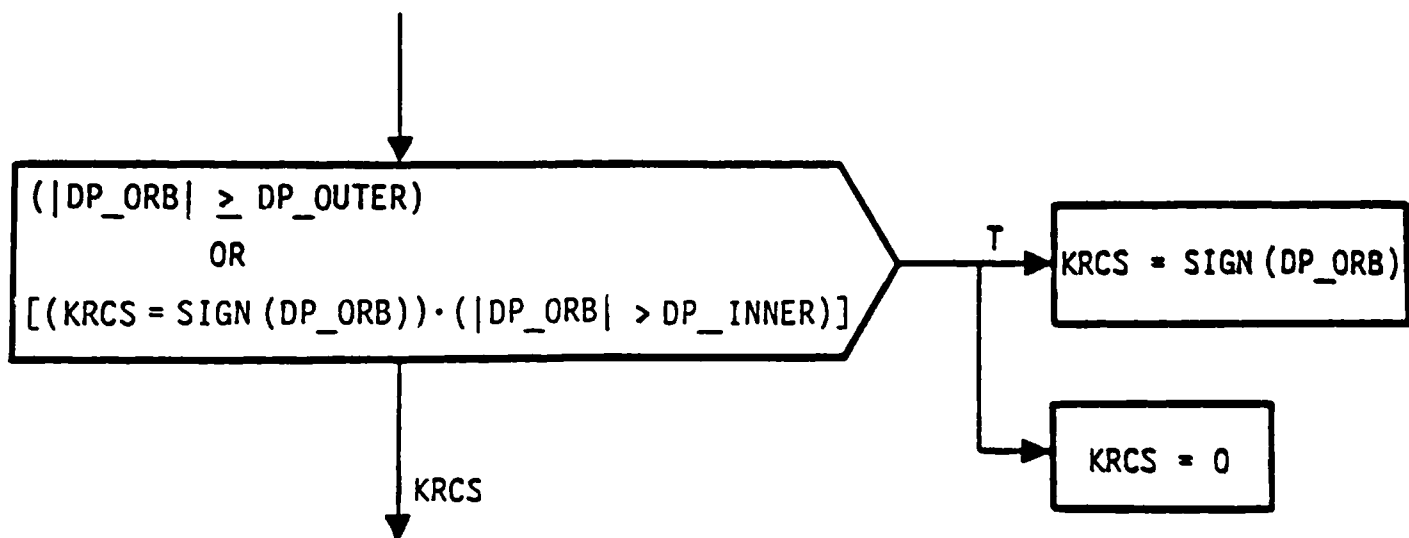 (|DP_ORB| ≥ DP_OUTER)
OR
[(KRCS = SIGN (DP_ORB))·(|DP_ORB| > DP_INNER)]
T
KRCS = SIGN (DP_ORB)
KRCS = 0
KRCS